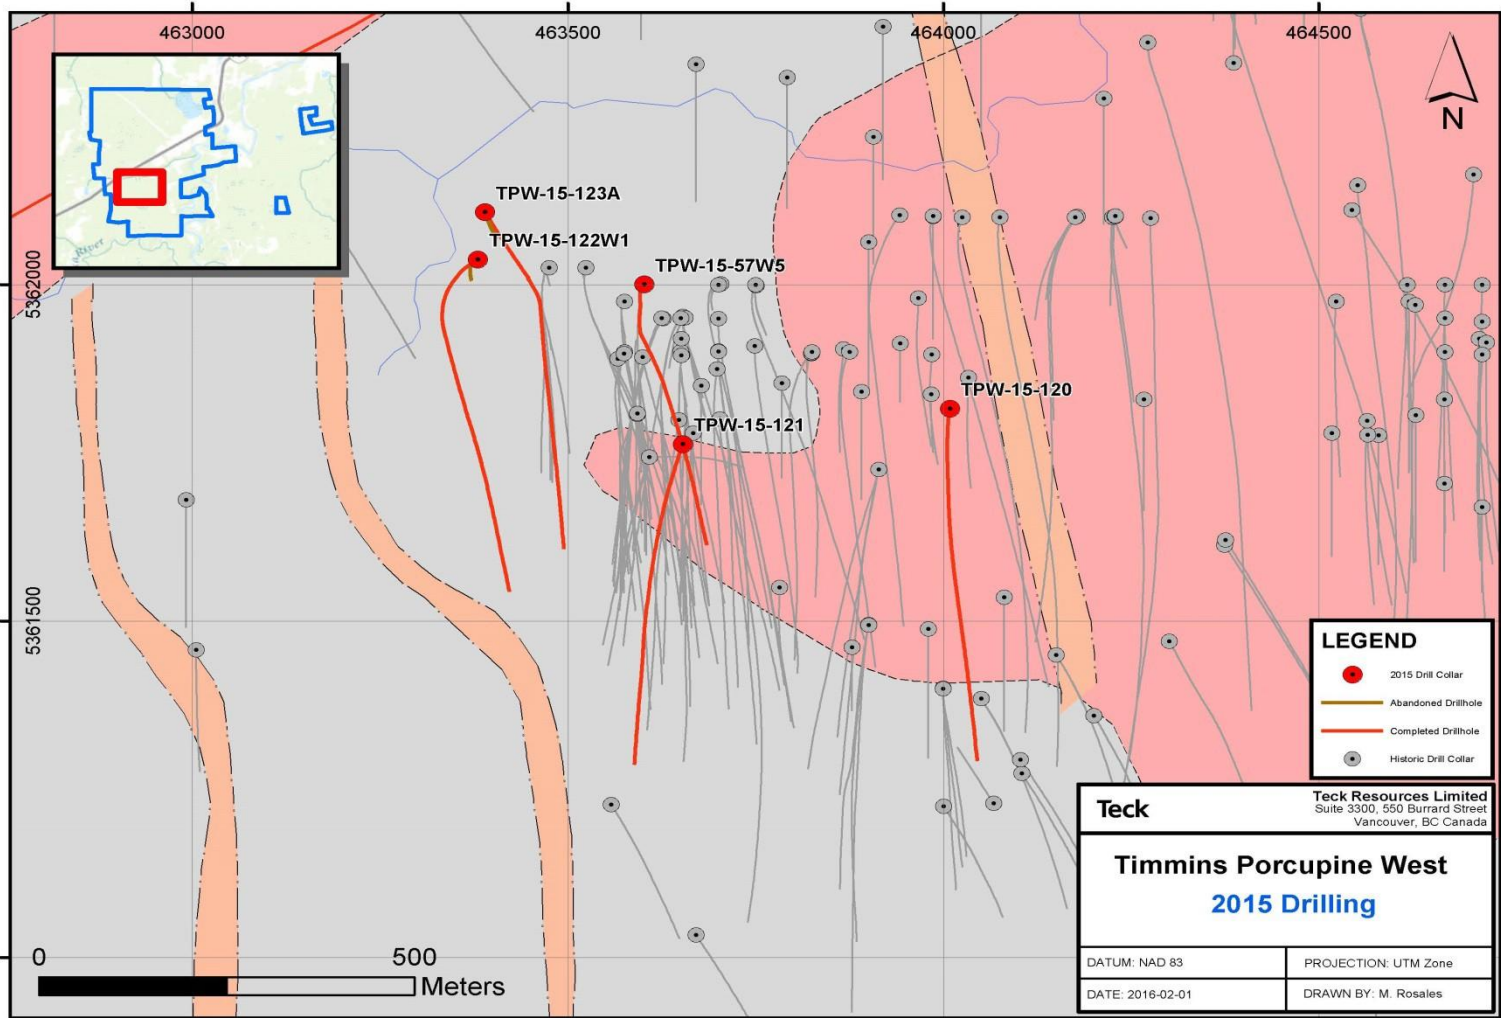 463000
463500
464000
464500
N
River
TPW-15-123A
TPW-15-122W1
TPW-15-57W5
5362000
TPW-15-120
TPW-15-121
5361500
LEGEND
2015 Drill Collar
Abandoned Drillhole
Completed Drillhole
Historic Drill Collar
Teck
Teck Resources Limited
Suite 3300, 550 Burrard Street
Vancouver, BC Canada
Timmins Porcupine West
2015 Drilling
DATUM: NAD 83
PROJECTION: UTM Zone
DATE: 2016-02-01
DRAWN BY: M. Rosales
0
500
Meters